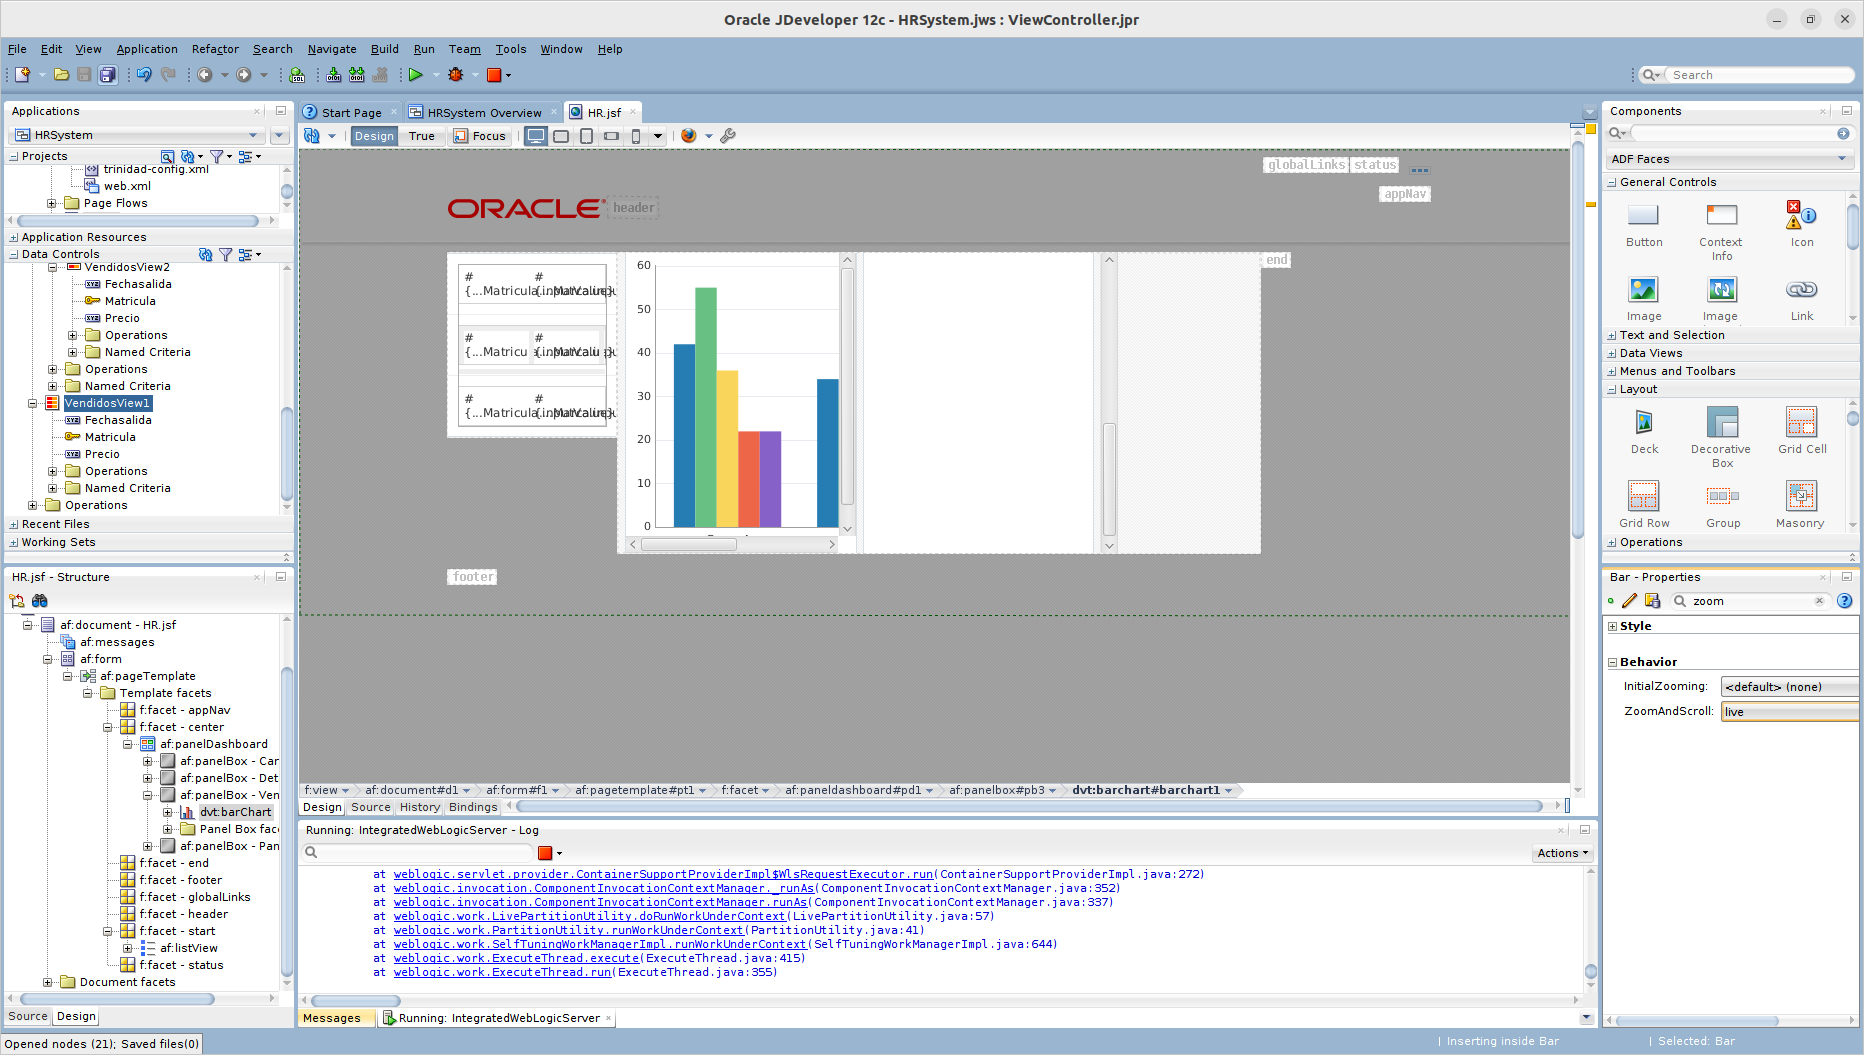 Oracle JDeveloper 12c - HRSystem.jws : ViewController.jpr
File Edit View Application Refactor Search Navigate Build Run Team Tools Window Help
Search
Applications
HRSystem
Projects
trinidad-config.xml
web.xml
Page Flows
Application Resources
Data Controls
VendidosView2
Fechasalida
Matricula
Precio
Operations
Named Criteria
Operations
Named Criteria
VendidosView1
Fechasalida
Matricula
Precio
Operations
Named Criteria
Operations
Recent Files
Working Sets
HR.jsf - Structure
af:document - HR.jsf
af:messages
af:form
af:pageTemplate
Template facets
f:facet - appNav
f:facet - center
af:panelDashboard
af:panelBox - Car
af:panelBox - Det
af:panelBox - Ven
dvt:barChart
Panel Box fac
af:panelBox - Pan
f:facet - end
f:facet - footer
f:facet - globalLinks
f:facet - header
f:facet - start
af:listView
f:facet - status
Document facets
Source Design
Opened nodes (21); Saved files(0)
Start Page HRSystem Overview HR.jsf
Design True Focus
globalLinks status
appNav
ORACLE header
end
# #
{...Matricula
# #
{...Matricu
# #
{...Matricula
60
50
40
30
20
10
0
footer
f:view af:document#d1 af:form#f1 af:pagetemplate#pt1 f:facet af:paneldashboard#pd1 af:panelbox#pb3 dvt:barchart#barchart1
Design Source History Bindings
Running: IntegratedWebLogicServer - Log
Actions
at weblogic.servlet.provider.ContainerSupportProviderImpl$WlsRequestExecutor.run(ContainerSupportProviderImpl.java:272)
at weblogic.invocation.ComponentInvocationContextManager._runAs(ComponentInvocationContextManager.java:352)
at weblogic.invocation.ComponentInvocationContextManager.runAs(ComponentInvocationContextManager.java:337)
at weblogic.work.LivePartitionUtility.doRunWorkUnderContext(LivePartitionUtility.java:57)
at weblogic.work.PartitionUtility.runWorkUnderContext(PartitionUtility.java:41)
at weblogic.work.SelfTuningWorkManagerImpl.runWorkUnderContext(SelfTuningWorkManagerImpl.java:644)
at weblogic.work.ExecuteThread.execute(ExecuteThread.java:415)
at weblogic.work.ExecuteThread.run(ExecuteThread.java:355)
Messages Running: IntegratedWebLogicServer
Components
ADF Faces
General Controls
Button Context Info Icon
Image Image Link
Text and Selection
Data Views
Menus and Toolbars
Layout
Deck Decorative Box Grid Cell
Grid Row Group Masonry
Operations
Bar - Properties
zoom
Style
Behavior
InitialZooming: <default> (none)
ZoomAndScroll: live
Inserting inside Bar Selected: Bar